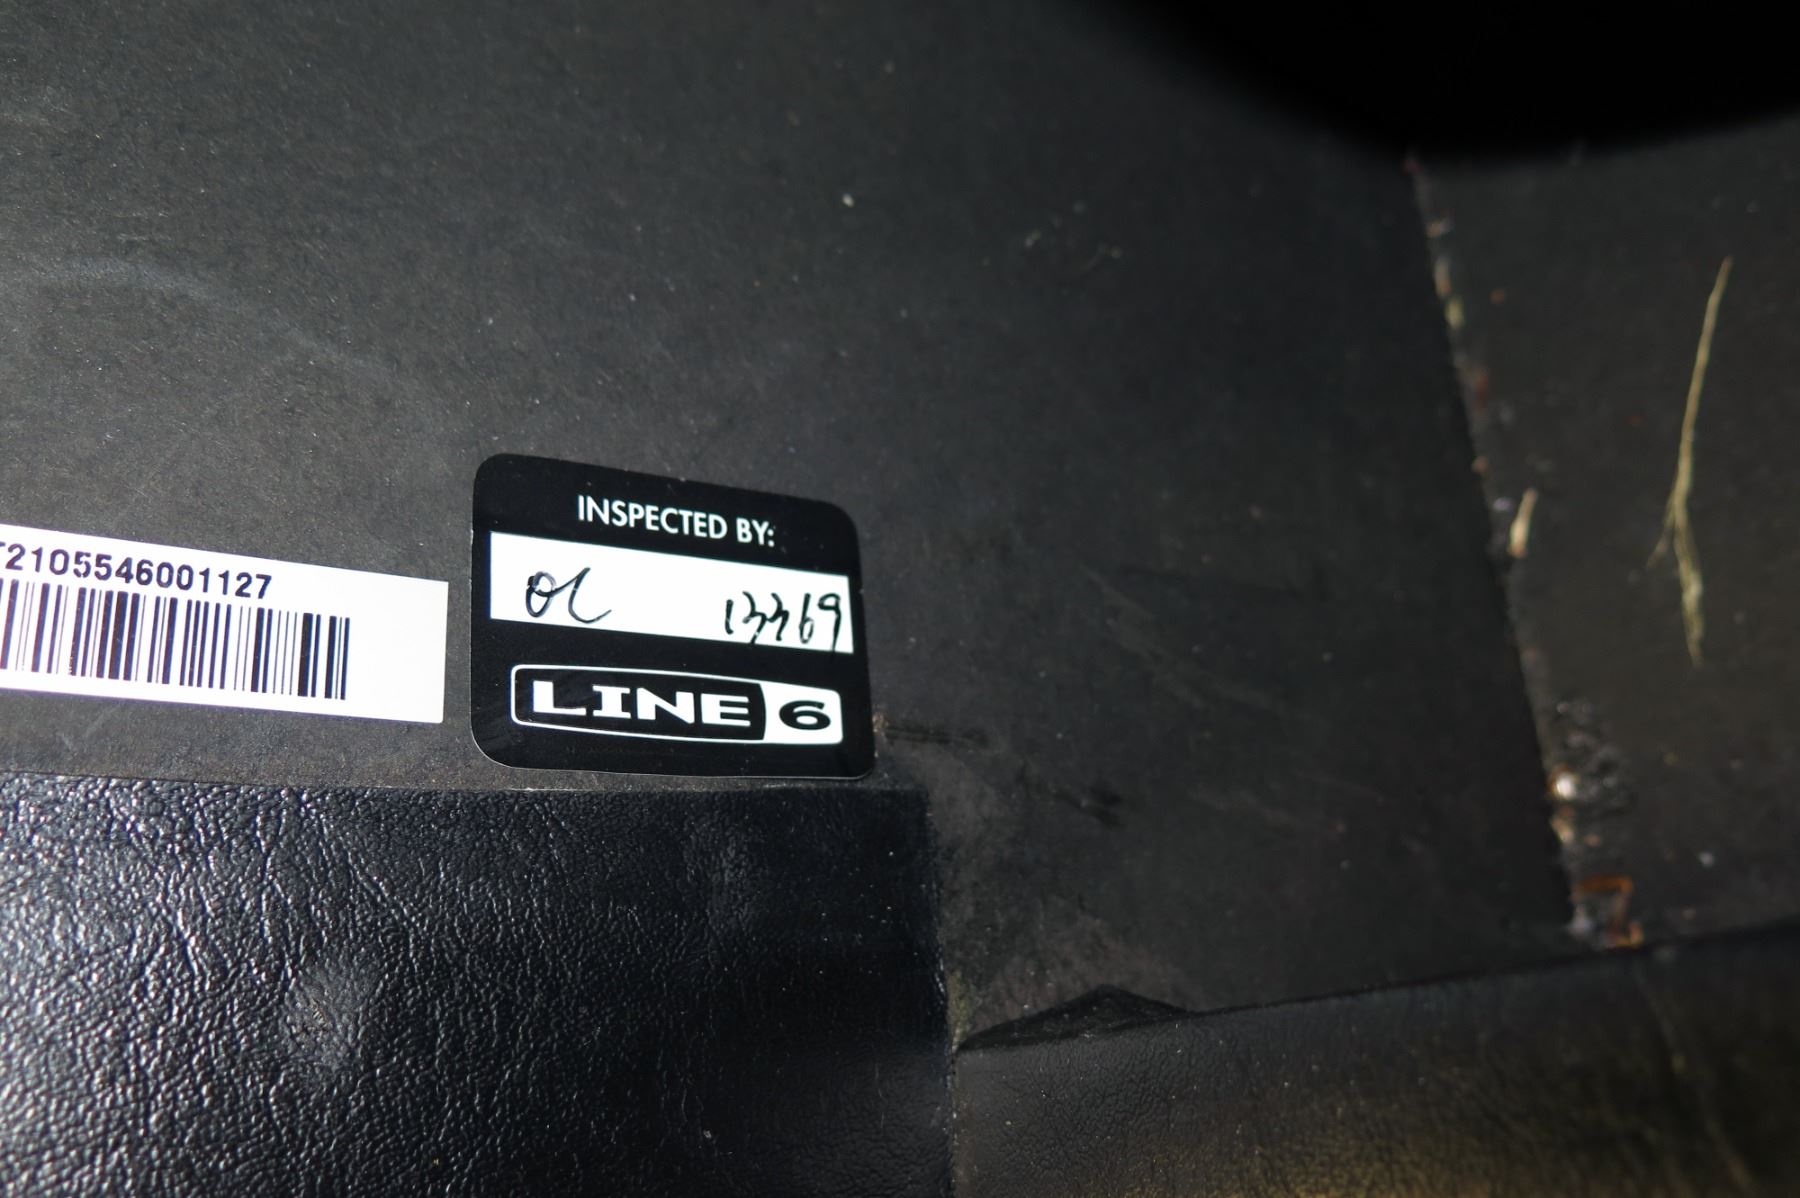 T2105546001127
INSPECTED BY:
OL 13369
LINE 6